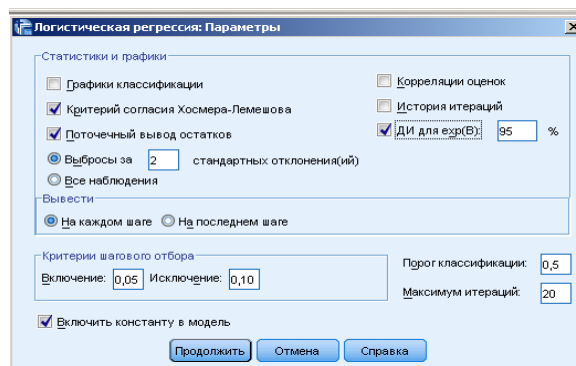 Логистическая регрессия: Параметры
Статистики и графики
Графики классификации
Критерий согласия Хосмера-Лемешова
Поточечный вывод остатков
Выбросы за 2 стандартных отклонения(ий)
Все наблюдения
Корреляции оценок
История итераций
ДИ для exp(B): 95 %
Вывести
На каждом шаге На последнем шаге
Критерии шагового отбора
Включение: 0,05 Исключение: 0,10
Порог классификации: 0,5
Максимум итераций: 20
Включить константу в модель
Продолжить Отмена Справка